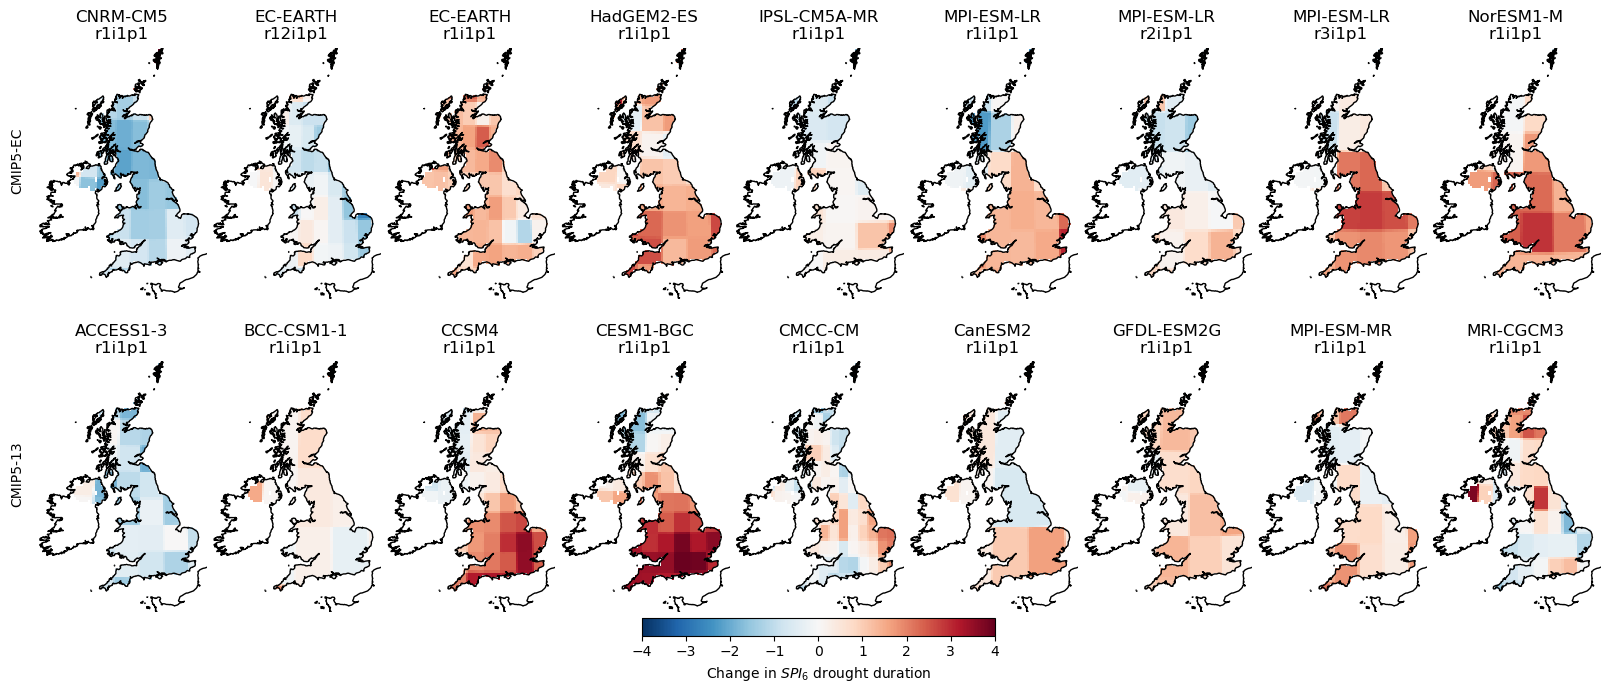 CNRM-CM5
r1i1p1
EC-EARTH
r12i1p1
EC-EARTH
r1i1p1
HadGEM2-ES
r1i1p1
IPSL-CM5A-MR
r1i1p1
MPI-ESM-LR
r1i1p1
MPI-ESM-LR
r2i1p1
MPI-ESM-LR
r3i1p1
NorESM1-M
r1i1p1
CMIP5-EC
ACCESS1-3
r1i1p1
BCC-CSM1-1
r1i1p1
CCSM4
r1i1p1
CESM1-BGC
r1i1p1
CMCC-CM
r1i1p1
CanESM2
r1i1p1
GFDL-ESM2G
r1i1p1
MPI-ESM-MR
r1i1p1
MRI-CGCM3
r1i1p1
CMIP5-13
−4 −3 −2 −1 0 1 2 3 4
Change in SPI₆ drought duration